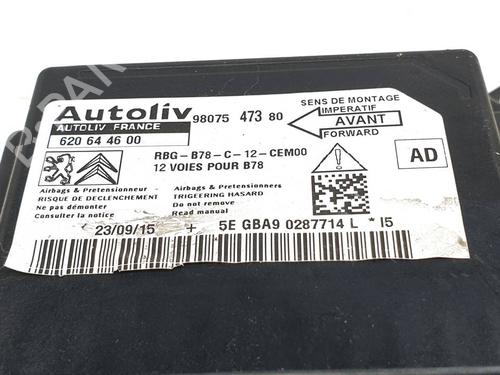 Autoliv
AUTOLIV FRANCE
98075 473 80
SENS DE MONTAGE
IMPERATIF
AVANT
FORWARD
620 64 46 00
RBG-B78-C-12-CEM00
12 VOIES POUR B78
AD
Airbags & Pretensionneur
RISQUE DE DECLENCHEMENT
Ne pas démonter
Consulter la notice
Airbags & Pretensionners
TRIGEERING HAZARD
Do not remove
Read manual
23/09/15 + 5E GBA9 0287714 L * I5